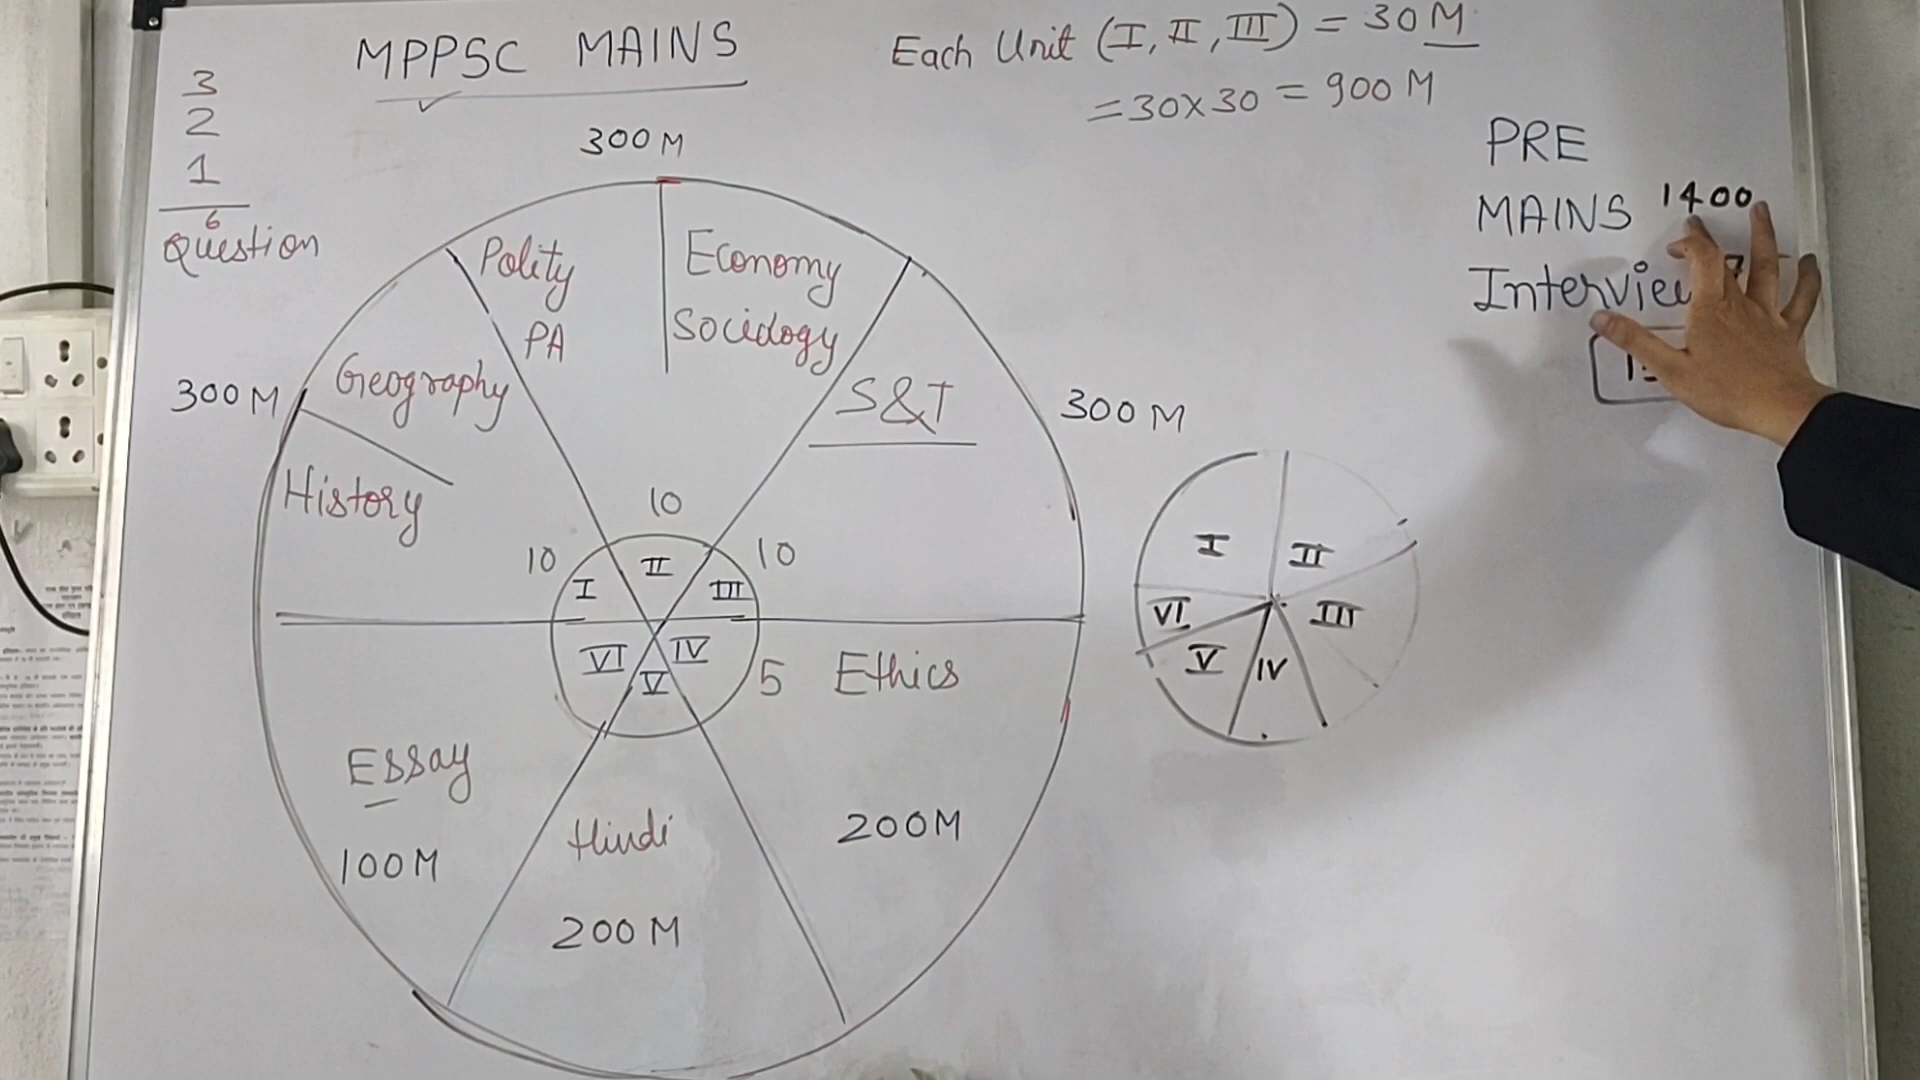 MPPSC MAINS
Each Unit (I, II, III) = 30 M
= 30 x 30 = 900 M
3
2
1
6
Question
PRE
MAINS 1400
300 M
Polity
PA
Economy
Sociology
300 M
Geography
History
S&T
300 M
10
10
10
I
II
III
VI
V
IV
5
Ethics
200 M
Essay
100 M
Hindi
200 M
I
II
VI
III
V
IV